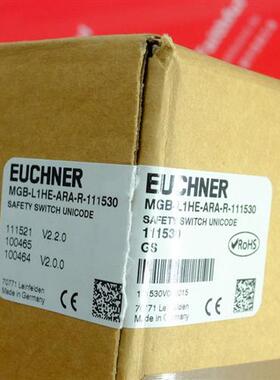 EUCHNER
MGB-L1HE-ARA-R-111530
SAFETY SWITCH UNICODE
111521 V2.2.0
100465
100464 V2.0.0
70771 Leinfelden
Made in Germany
EUCHNER
MGB-L1HE-ARA-R-111530
SAFETY SWITCH UNICODE
111530
GS
RoHS
70771 Leinfelden
Made in Germany